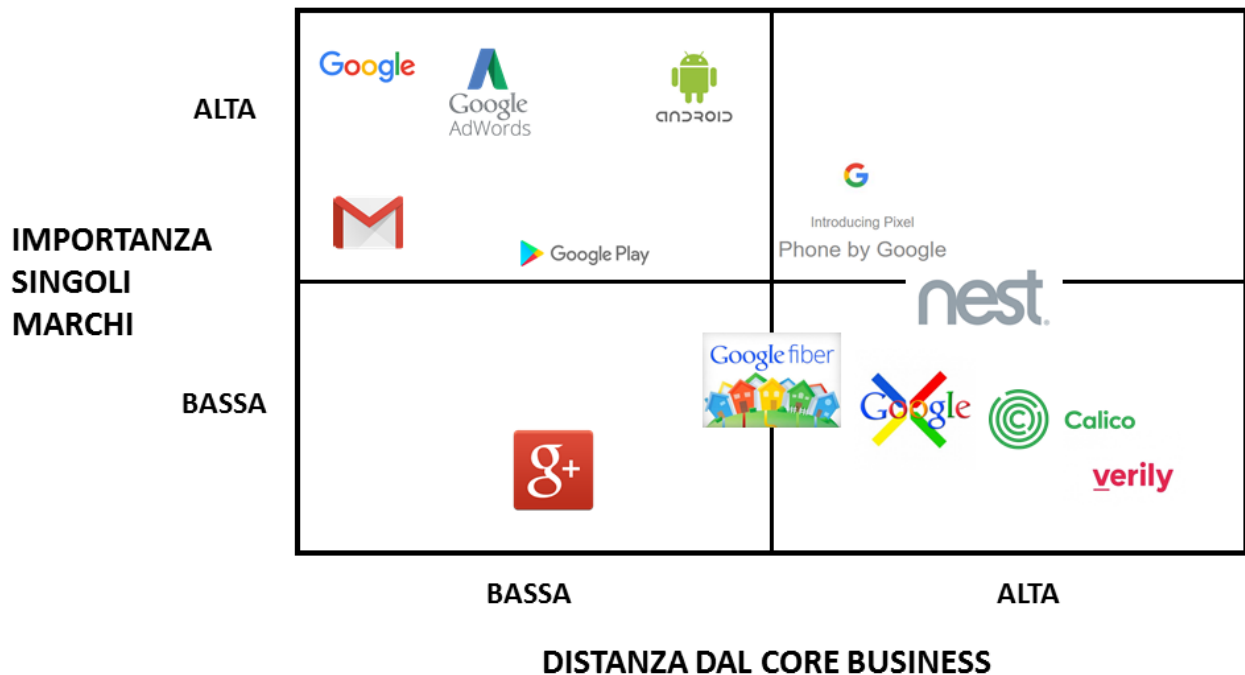 Google
Google
AdWords
ANDROID
ALTA
G
Introducing Pixel
Phone by Google
Google Play
IMPORTANZA
SINGOLI
MARCHI
nest
Google fiber
BASSA
Google
Calico
g+
verily
BASSA
ALTA
DISTANZA DAL CORE BUSINESS